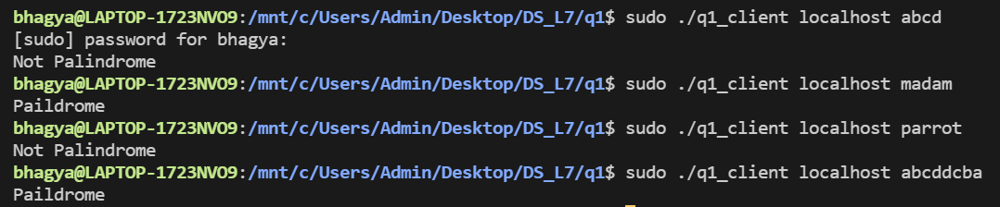 bhagya@LAPTOP-1723NVO9:/mnt/c/Users/Admin/Desktop/DS_L7/q1$ sudo ./q1_client localhost abcd
[sudo] password for bhagya:
Not Palindrome
bhagya@LAPTOP-1723NVO9:/mnt/c/Users/Admin/Desktop/DS_L7/q1$ sudo ./q1_client localhost madam
Paildrome
bhagya@LAPTOP-1723NVO9:/mnt/c/Users/Admin/Desktop/DS_L7/q1$ sudo ./q1_client localhost parrot
Not Palindrome
bhagya@LAPTOP-1723NVO9:/mnt/c/Users/Admin/Desktop/DS_L7/q1$ sudo ./q1_client localhost abcddcba
Paildrome